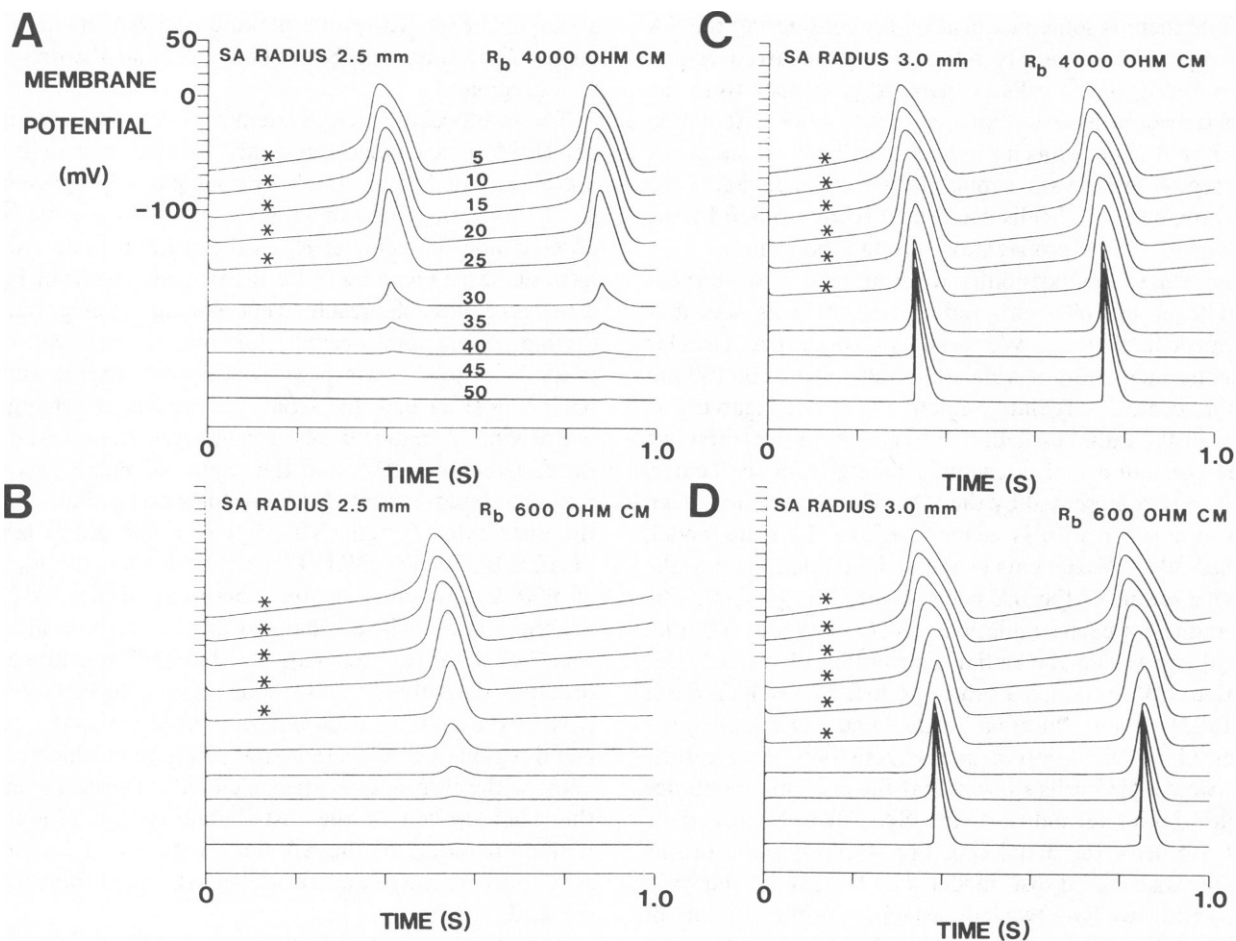 A
50
SA RADIUS 2.5 mm R_b 4000 OHM CM
MEMBRANE
0
POTENTIAL
(mV)
-100
* 5
* 10
* 15
* 20
* 25
30
35
40
45
50
0 1.0
TIME (S)
B
SA RADIUS 2.5 mm R_b 600 OHM CM
*
*
*
*
*
0 1.0
TIME (S)
C
SA RADIUS 3.0 mm R_b 4000 OHM CM
*
*
*
*
*
*
0 1.0
TIME (S)
D
SA RADIUS 3.0 mm R_b 600 OHM CM
*
*
*
*
*
*
0 1.0
TIME (S)